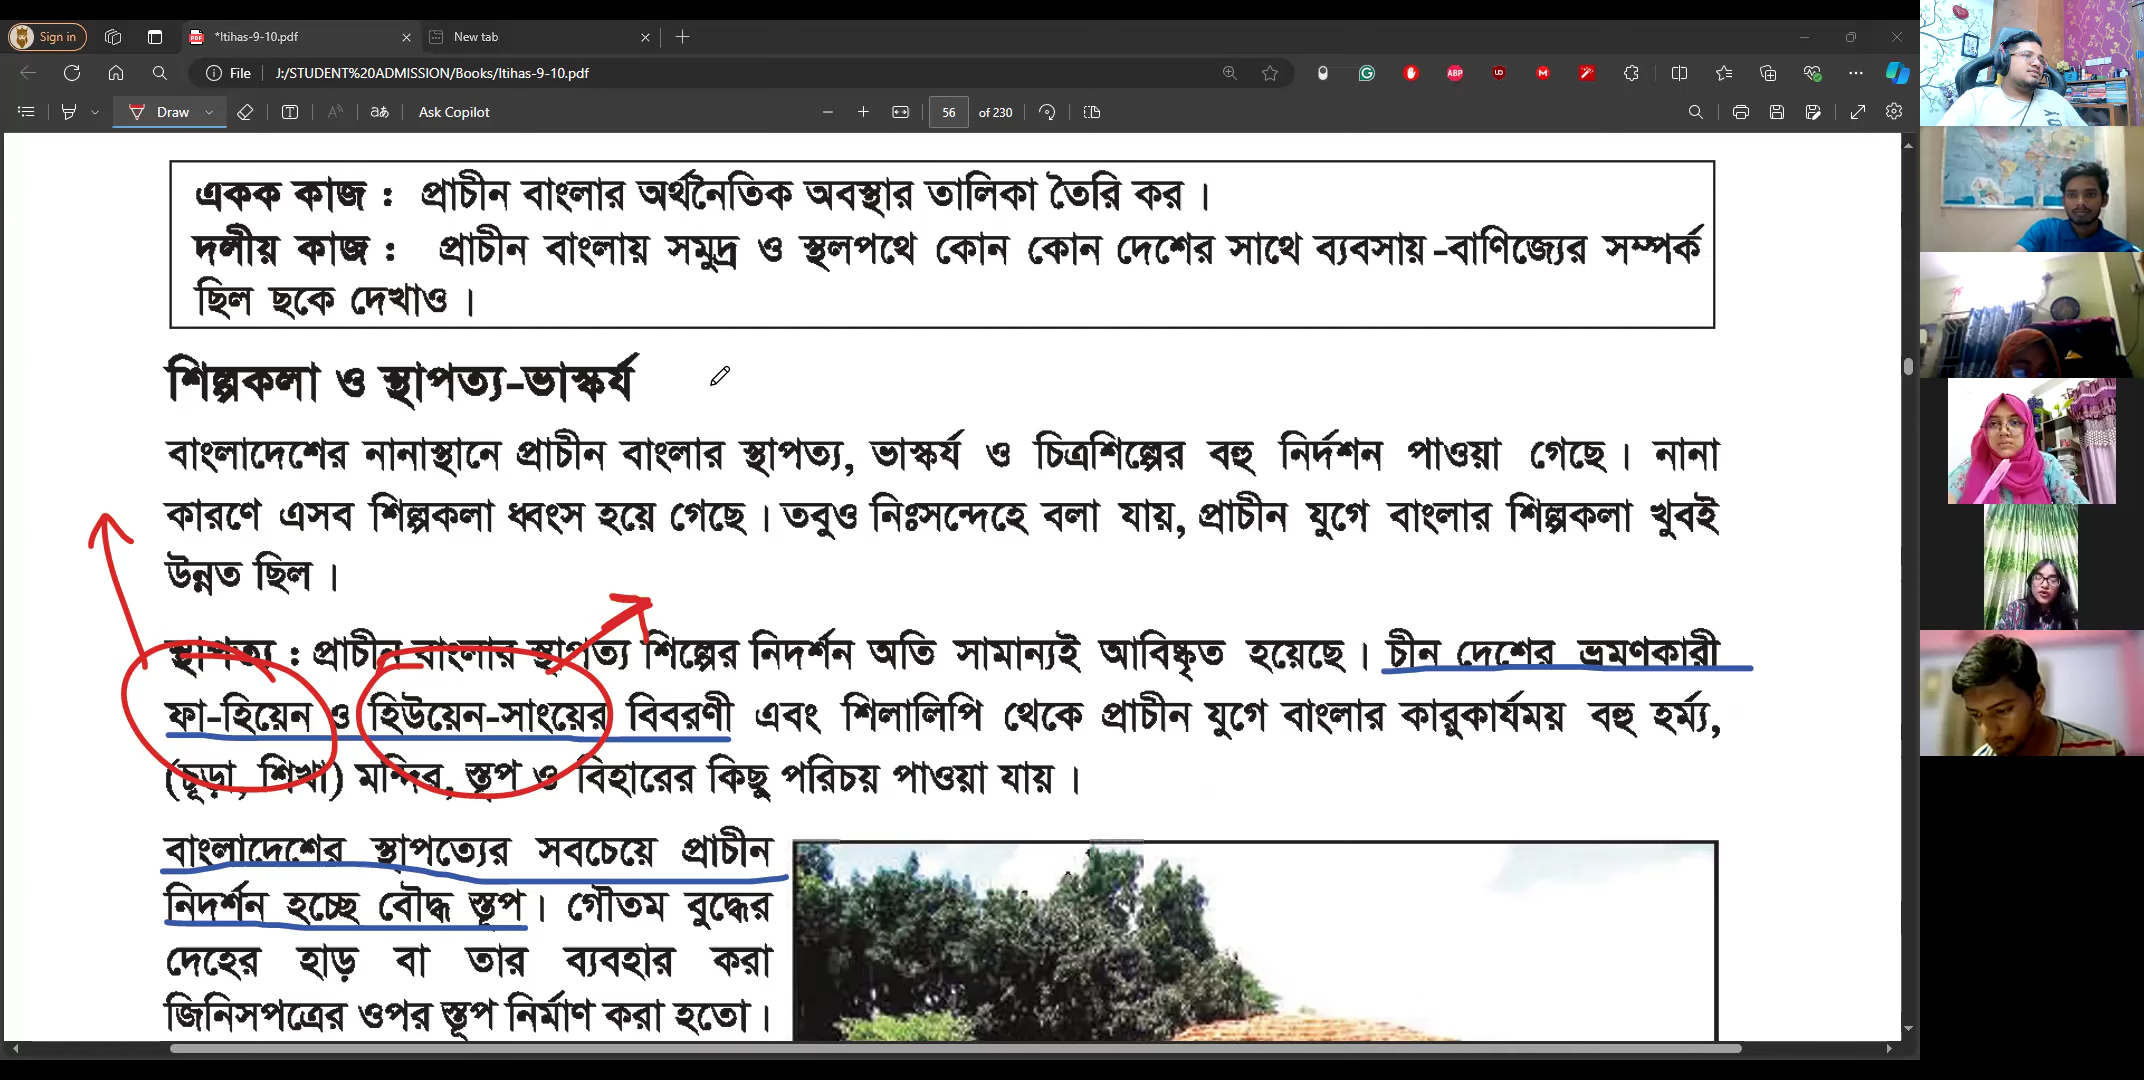 Sign in
*Itihas-9-10.pdf
New tab
File
J:/STUDENT%20ADMISSION/Books/Itihas-9-10.pdf
ABP
Draw
aあ
Ask Copilot
56
of 230
একক কাজ : প্রাচীন বাংলার অর্থনৈতিক অবস্থার তালিকা তৈরি কর ।
দলীয় কাজ : প্রাচীন বাংলায় সমুদ্র ও স্থলপথে কোন কোন দেশের সাথে ব্যবসায়-বাণিজ্যের সম্পর্ক
ছিল ছকে দেখাও ।
শিল্পকলা ও স্থাপত্য-ভাস্কর্য
বাংলাদেশের নানাস্থানে প্রাচীন বাংলার স্থাপত্য, ভাস্কর্য ও চিত্রশিল্পের বহু নির্দশন পাওয়া গেছে । নানা
কারণে এসব শিল্পকলা ধ্বংস হয়ে গেছে । তবুও নিঃসন্দেহে বলা যায়, প্রাচীন যুগে বাংলার শিল্পকলা খুবই
উন্নত ছিল ।
স্থাপত্য : প্রাচীন বাংলার স্থাপত্য শিল্পের নিদর্শন অতি সামান্যই আবিষ্কৃত হয়েছে । চীন দেশের ভ্রমণকারী
ফা-হিয়েন ও হিউয়েন-সাংয়ের বিবরণী এবং শিলালিপি থেকে প্রাচীন যুগে বাংলার কারুকার্যময় বহু হর্ম্য,
(চূড়া, শিখা) মন্দির, স্তূপ ও বিহারের কিছু পরিচয় পাওয়া যায় ।
বাংলাদেশের স্থাপত্যের সবচেয়ে প্রাচীন
নিদর্শন হচ্ছে বৌদ্ধ স্তূপ । গৌতম বুদ্ধের
দেহের হাড় বা তার ব্যবহার করা
জিনিসপত্রের ওপর স্তূপ নির্মাণ করা হতো ।